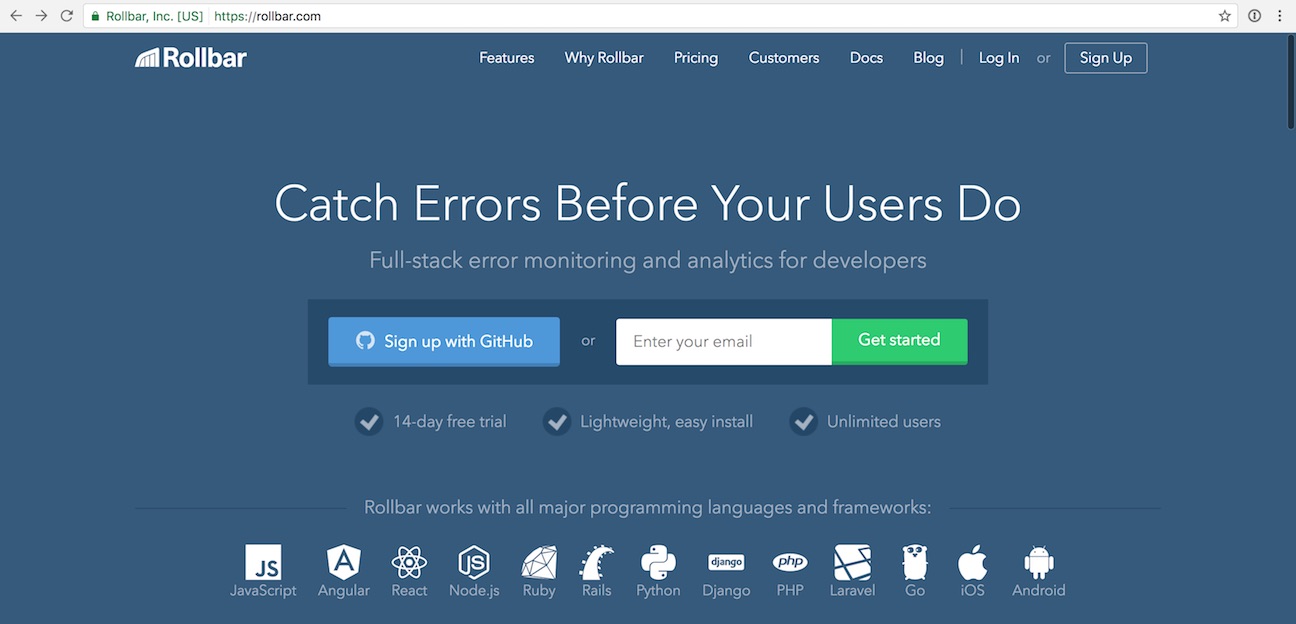 Rollbar, Inc. [US] https://rollbar.com
Rollbar Features Why Rollbar Pricing Customers Docs Blog | Log In or Sign Up
Catch Errors Before Your Users Do
Full-stack error monitoring and analytics for developers
Sign up with GitHub or Enter your email Get started
14-day free trial Lightweight, easy install Unlimited users
Rollbar works with all major programming languages and frameworks:
JS A JS django php
JavaScript Angular React Node.js Ruby Rails Python Django PHP Laravel Go iOS Android